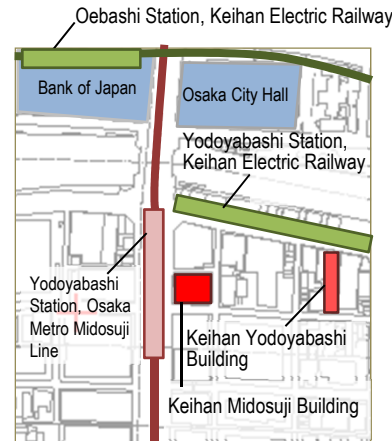 Oebashi Station, Keihan Electric Railway
Bank of Japan
Osaka City Hall
Yodoyabashi Station,
Keihan Electric Railway
Yodoyabashi
Station, Osaka
Metro Midosuji
Line
Keihan Yodoyabashi
Building
Keihan Midosuji Building